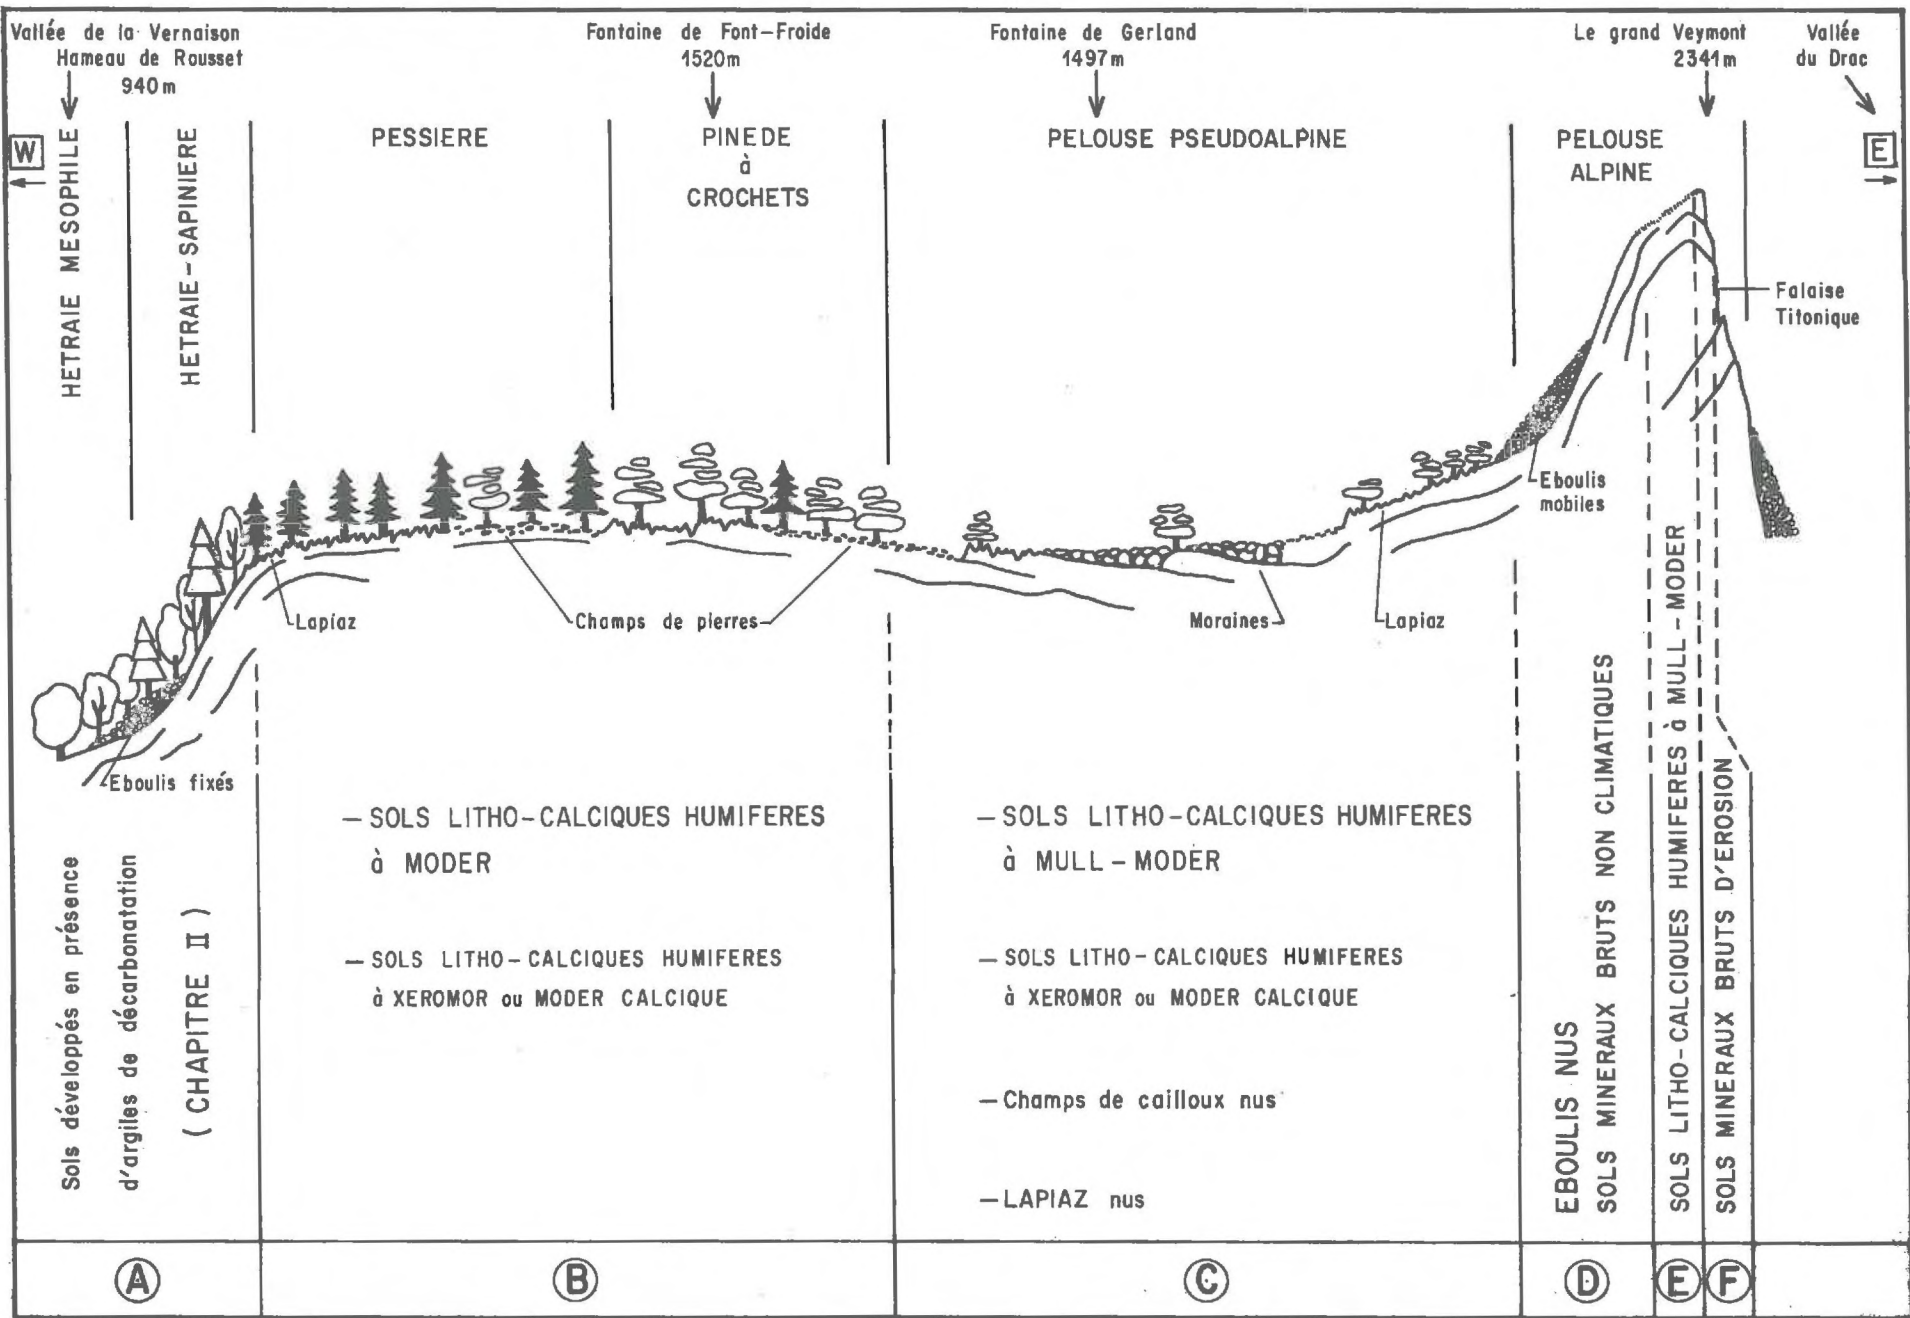 Vallée de la Vernaison
Hameau de Rousset
940m
Fontaine de Font-Froide
1520m
Fontaine de Gerland
1497m
Le grand Veymont
2341m
Vallée
du Drac
W
E
HETRAIE MESOPHILE
HETRAIE-SAPINIERE
PESSIERE
PINEDE
à
CROCHETS
PELOUSE PSEUDOALPINE
PELOUSE
ALPINE
Falaise
Titonique
Eboulis
mobiles
Lapiaz
Champs de pierres
Moraines
Lapiaz
Eboulis fixés
Sols développés en présence
d'argiles de décarbonatation
( CHAPITRE II )
— SOLS LITHO-CALCIQUES HUMIFERES
à MODER
— SOLS LITHO-CALCIQUES HUMIFERES
à XEROMOR ou MODER CALCIQUE
— SOLS LITHO-CALCIQUES HUMIFERES
à MULL-MODER
— SOLS LITHO-CALCIQUES HUMIFERES
à XEROMOR ou MODER CALCIQUE
— Champs de cailloux nus
— LAPIAZ nus
EBOULIS NUS
SOLS MINERAUX BRUTS NON CLIMATIQUES
SOLS LITHO-CALCIQUES HUMIFERES à MULL-MODER
SOLS MINERAUX BRUTS D'EROSION
A
B
C
D
E
F